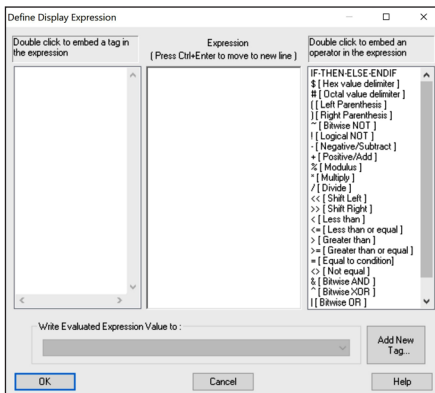 Define Display Expression
Double click to embed a tag in
the expression
Expression
( Press Ctrl+Enter to move to new line )
Double click to embed an
operator in the expression
IF-THEN-ELSE-ENDIF
$ [ Hex value delimiter ]
# [ Octal value delimiter ]
( [ Left Parenthesis ]
) [ Right Parenthesis ]
~ [ Bitwise NOT ]
! [ Logical NOT ]
- [ Negative/Subtract ]
+ [ Positive/Add ]
% [ Modulus ]
* [ Multiply ]
/ [ Divide ]
<< [ Shift Left ]
>> [ Shift Right ]
< [ Less than ]
<= [ Less than or equal ]
> [ Greater than ]
>= [ Greater than or equal ]
= [ Equal to condition]
<> [ Not equal ]
& [ Bitwise AND ]
^ [ Bitwise XOR ]
| [ Bitwise OR ]
Write Evaluated Expression Value to :
Add New
Tag...
OK
Cancel
Help